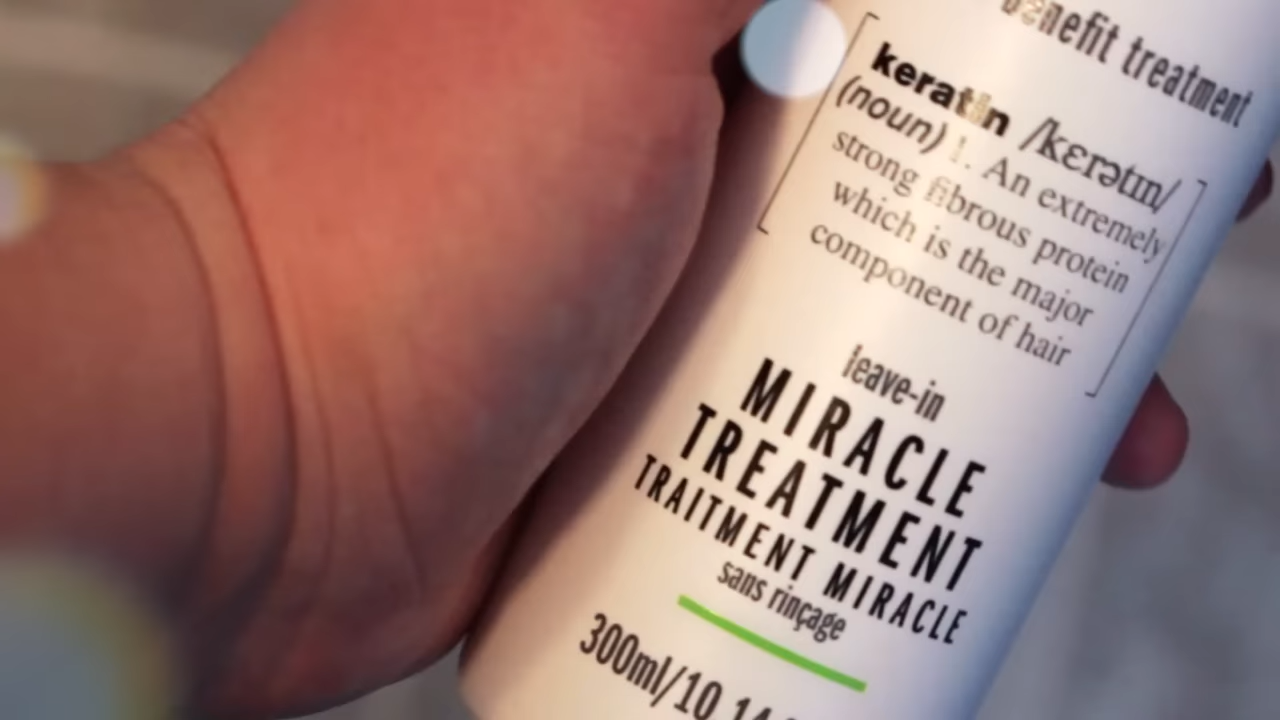 benefit treatment
keratin /kɛrətɪn/
(noun) 1. An extremely
strong fibrous protein
which is the major
component of hair
leave-in
MIRACLE
TREATMENT
TRAITMENT MIRACLE
sans rinçage
300ml/10.14